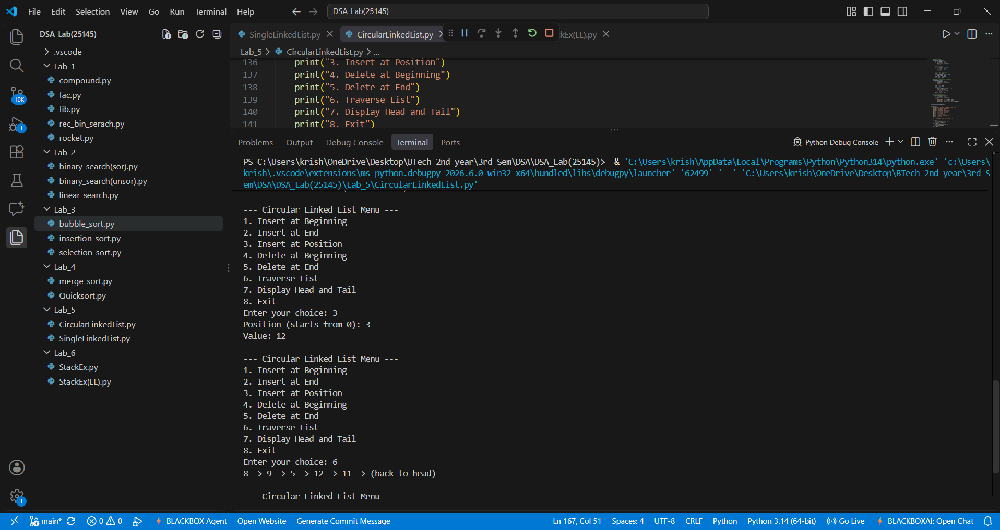 File Edit Selection View Go Run Terminal Help
DSA_Lab(25145)
DSA_Lab(25145)
.vscode
Lab_1
compound.py
fac.py
fib.py
rec_bin_serach.py
rocket.py
Lab_2
binary_search(sor).py
binary_search(unsor).py
linear_search.py
Lab_3
bubble_sort.py
insertion_sort.py
selection_sort.py
Lab_4
merge_sort.py
Quicksort.py
Lab_5
CircularLinkedList.py
SingleLinkedList.py
Lab_6
StackEx.py
StackEx(LL).py
10K
1
1
SingleLinkedList.py CircularLinkedList.py kEx(LL).py
Lab_5 > CircularLinkedList.py > ...
136 print("3. Insert at Position")
137 print("4. Delete at Beginning")
138 print("5. Delete at End")
139 print("6. Traverse List")
140 print("7. Display Head and Tail")
141 print("8. Exit")
Problems Output Debug Console Terminal Ports
Python Debug Console
PS C:\Users\krish\OneDrive\Desktop\BTech 2nd year\3rd Sem\DSA\DSA_Lab(25145)> & 'C:\Users\krish\AppData\Local\Programs\Python\Python314\python.exe' 'c:\Users\
krish\.vscode\extensions\ms-python.debugpy-2026.6.0-win32-x64\bundled\libs\debugpy\launcher' '62499' '--' 'C:\Users\krish\OneDrive\Desktop\BTech 2nd year\3rd S
em\DSA\DSA_Lab(25145)\Lab_5\CircularLinkedList.py'
--- Circular Linked List Menu ---
1. Insert at Beginning
2. Insert at End
3. Insert at Position
4. Delete at Beginning
5. Delete at End
6. Traverse List
7. Display Head and Tail
8. Exit
Enter your choice: 3
Position (starts from 0): 3
Value: 12
--- Circular Linked List Menu ---
1. Insert at Beginning
2. Insert at End
3. Insert at Position
4. Delete at Beginning
5. Delete at End
6. Traverse List
7. Display Head and Tail
8. Exit
Enter your choice: 6
8 -> 9 -> 5 -> 12 -> 11 -> (back to head)
--- Circular Linked List Menu ---
main* 0 0 BLACKBOX Agent Open Website Generate Commit Message
Ln 167, Col 51 Spaces: 4 UTF-8 CRLF Python Python 3.14 (64-bit) Go Live BLACKBOXAI: Open Chat